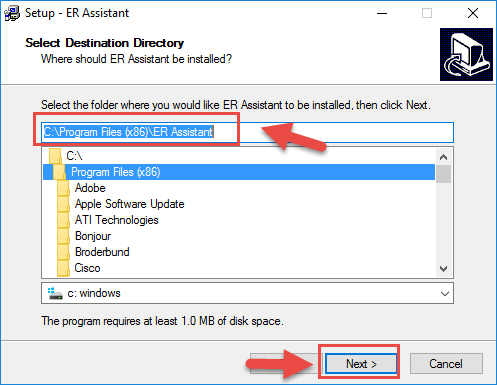 Setup - ER Assistant
Select Destination Directory
Where should ER Assistant be installed?
Select the folder where you would like ER Assistant to be installed, then click Next.
C:\Program Files (x86)\ER Assistant
C:\
Program Files (x86)
Adobe
Apple Software Update
ATI Technologies
Bonjour
Broderbund
Cisco
c: windows
The program requires at least 1.0 MB of disk space.
Next >
Cancel